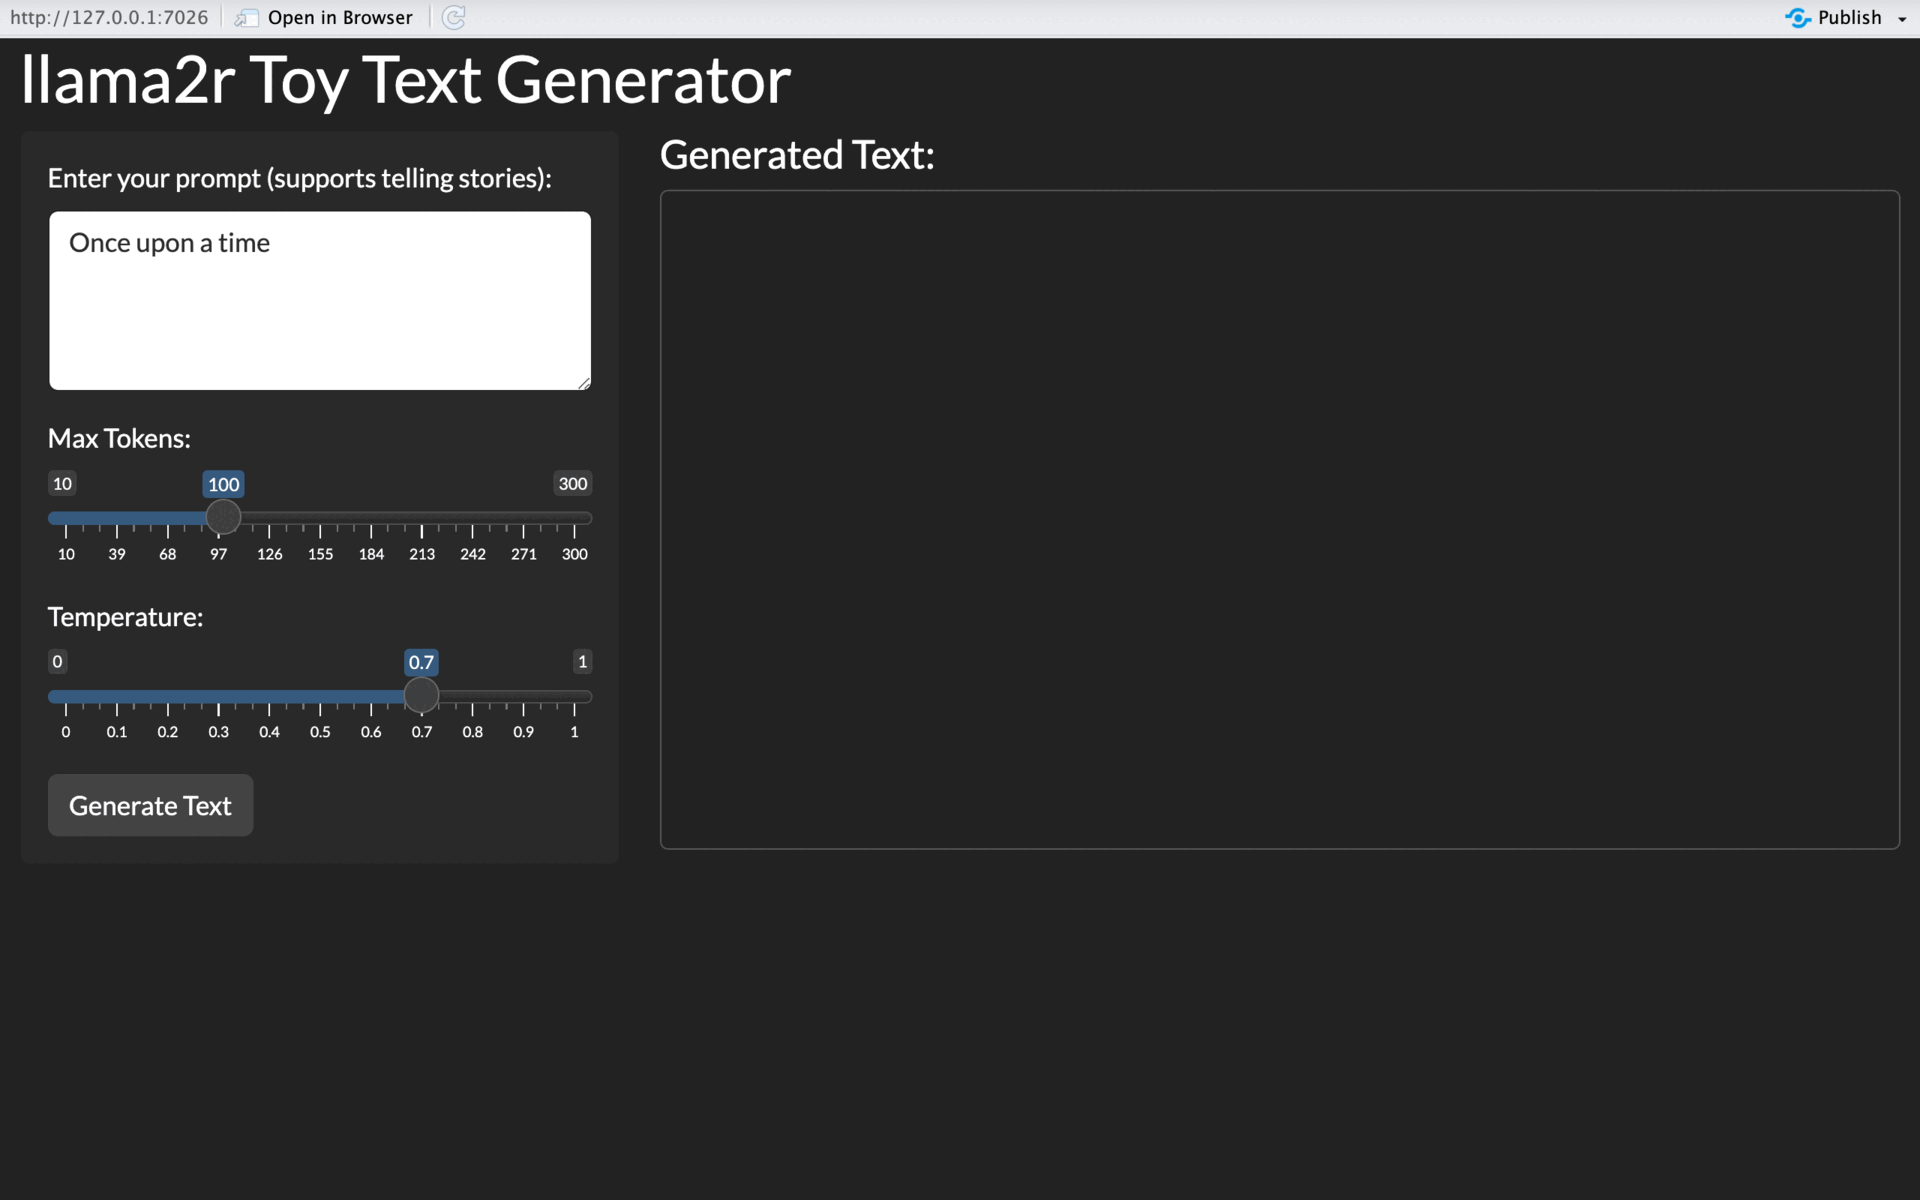 http://127.0.0.1:7026 Open in Browser Publish
llama2r Toy Text Generator
Enter your prompt (supports telling stories):
Once upon a time
Max Tokens:
10 100 300
10 39 68 97 126 155 184 213 242 271 300
Temperature:
0 0.7 1
0 0.1 0.2 0.3 0.4 0.5 0.6 0.7 0.8 0.9 1
Generate Text
Generated Text: